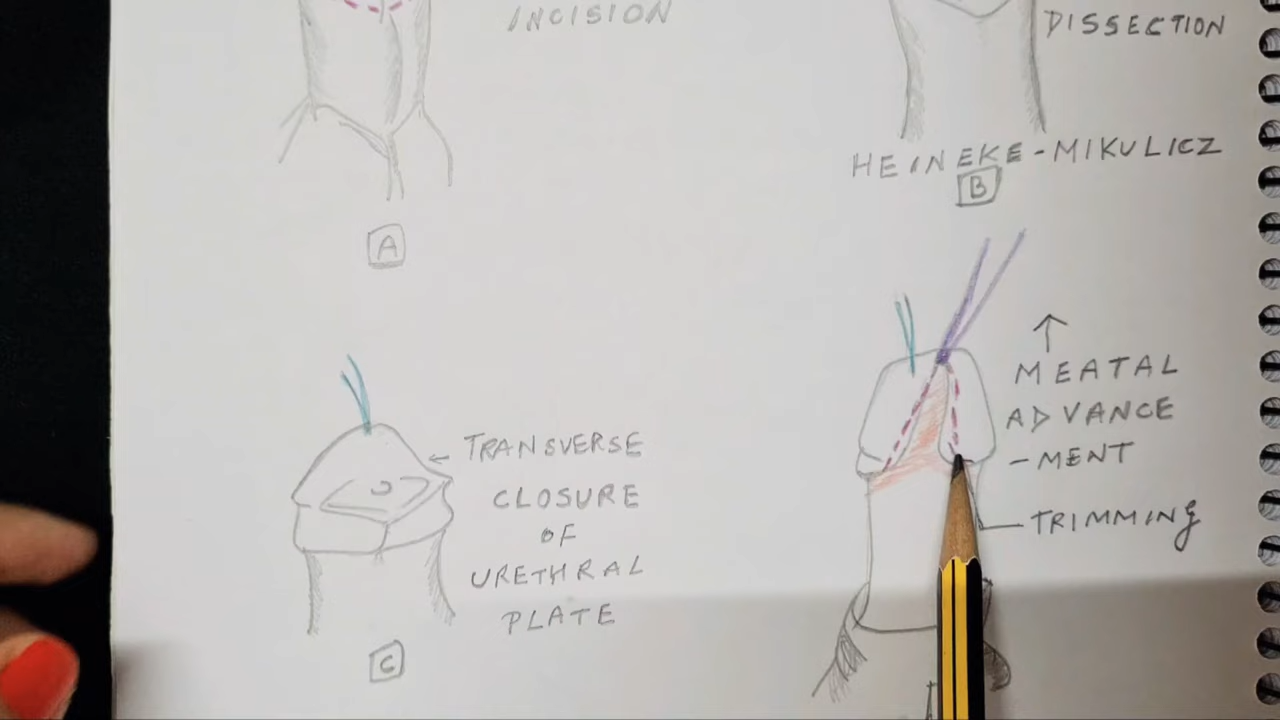 INCISION
DISSECTION
HEINEKE-MIKULICZ
B
A
TRANSVERSE
CLOSURE
OF
URETHRAL
PLATE
C
MEATAL
ADVANCE
-MENT
TRIMMING